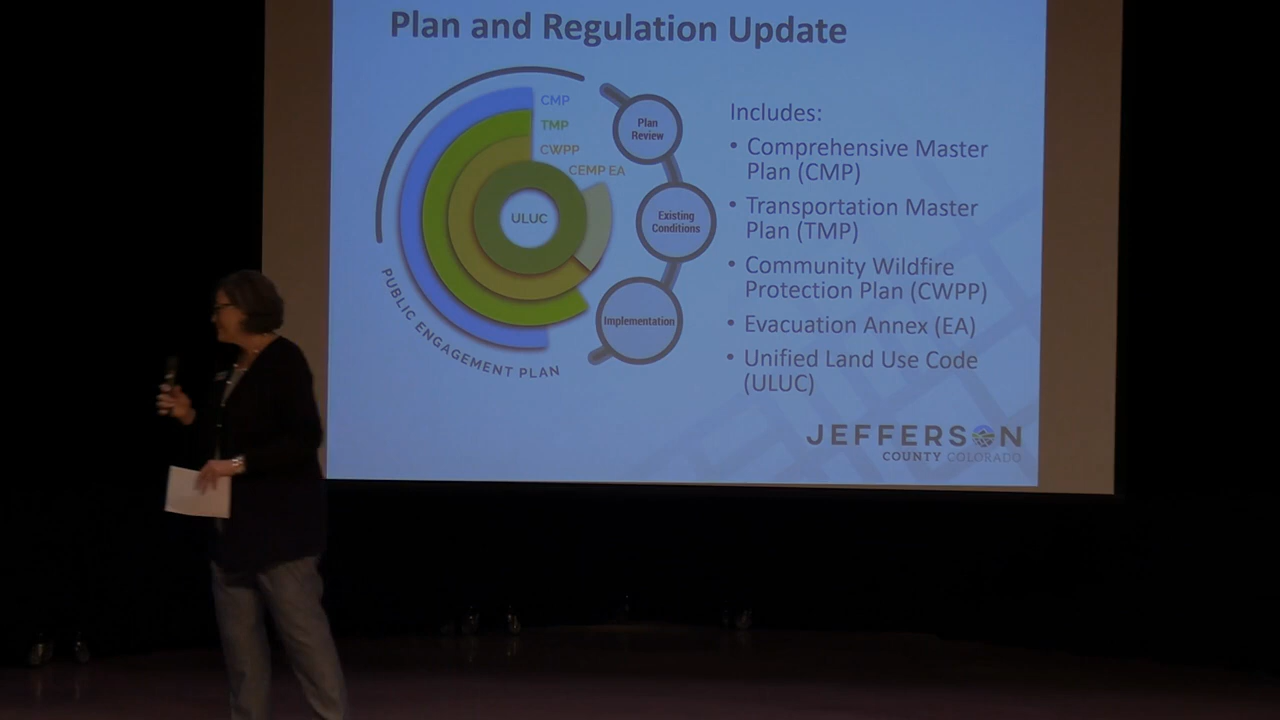 Plan and Regulation Update
CMP
TMP
CWPP
CEMP EA
ULUC
PUBLIC ENGAGEMENT PLAN
Plan
Review
Existing
Conditions
Implementation
Includes:
• Comprehensive Master
Plan (CMP)
• Transportation Master
Plan (TMP)
• Community Wildfire
Protection Plan (CWPP)
• Evacuation Annex (EA)
• Unified Land Use Code
(ULUC)
JEFFERSON
COUNTY COLORADO